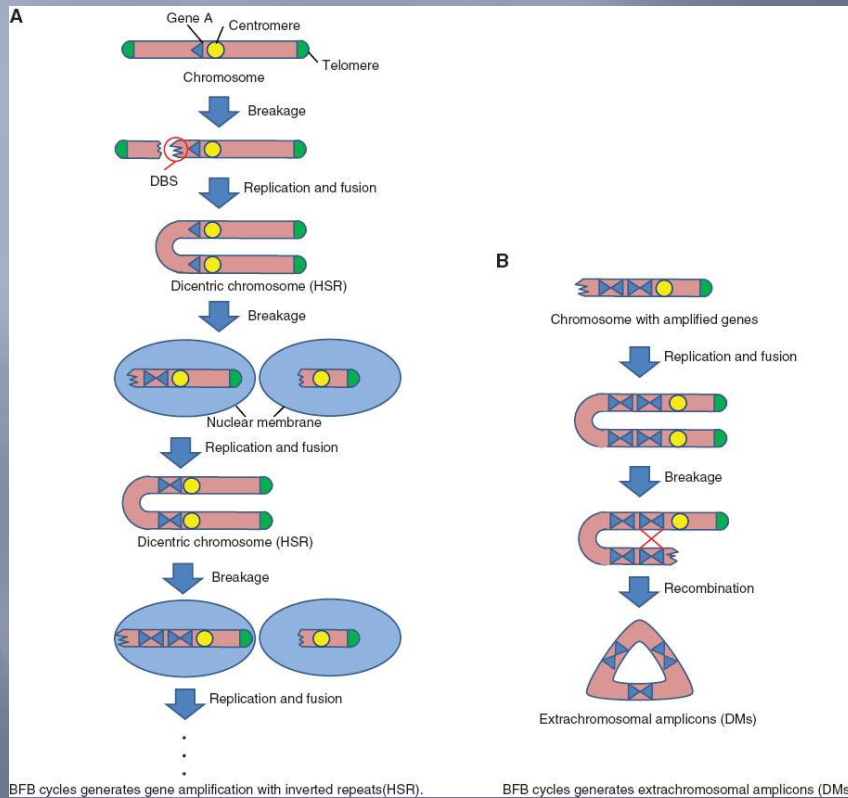 A
Gene A
Centromere
Telomere
Chromosome
Breakage
DBS
Replication and fusion
Dicentric chromosome (HSR)
Breakage
Nuclear membrane
Replication and fusion
Dicentric chromosome (HSR)
Breakage
Replication and fusion
BFB cycles generates gene amplification with inverted repeats(HSR).
B
Chromosome with amplified genes
Replication and fusion
Breakage
Recombination
Extrachromosomal amplicons (DMs)
BFB cycles generates extrachromosomal amplicons (DMs